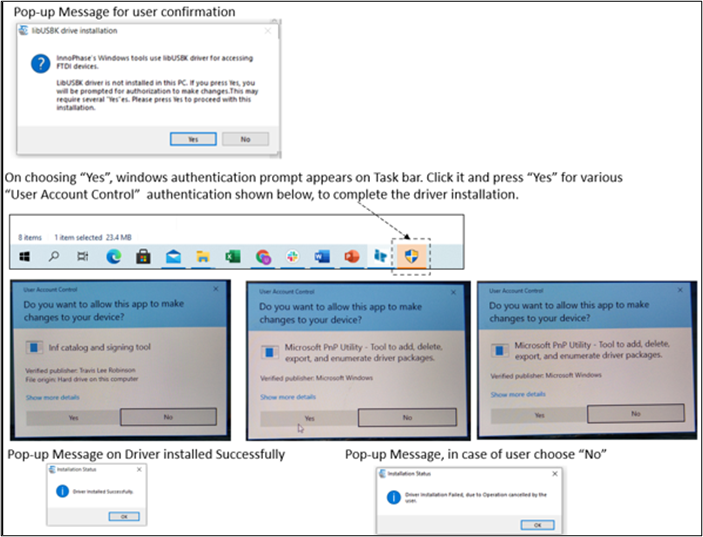 Pop-up Message for user confirmation
libUSBK drive installation
InnoPhase's Windows tools use libUSBK driver for accessing
FTDI devices.
LibUSBK driver is not installed in this PC. If you press Yes, you
will be prompted for authorization to make changes.This may
require several 'Yes'es. Please press Yes to proceed with this
installation.
Yes
No
On choosing “Yes”, windows authentication prompt appears on Task bar. Click it and press “Yes” for various
“User Account Control”  authentication shown below, to complete the driver installation.
8 items 1 item selected 23.4 MB
User Account Control
Do you want to allow this app to make
changes to your device?
Inf catalog and signing tool
Verified publisher: Travis Lee Robinson
File origin: Hard drive on this computer
Show more details
Yes
No
User Account Control
Do you want to allow this app to make
changes to your device?
Microsoft PnP Utility - Tool to add, delete,
export, and enumerate driver packages.
Verified publisher: Microsoft Windows
Show more details
Yes
No
User Account Control
Do you want to allow this app to make
changes to your device?
Microsoft PnP Utility - Tool to add, delete,
export, and enumerate driver packages.
Verified publisher: Microsoft Windows
Show more details
Yes
No
Pop-up Message on Driver installed Successfully
Installation Status
Driver Installed Successfully.
OK
Pop-up Message, in case of user choose “No”
Installation Status
Driver Installation Failed, due to Operation cancelled by the
user.
OK